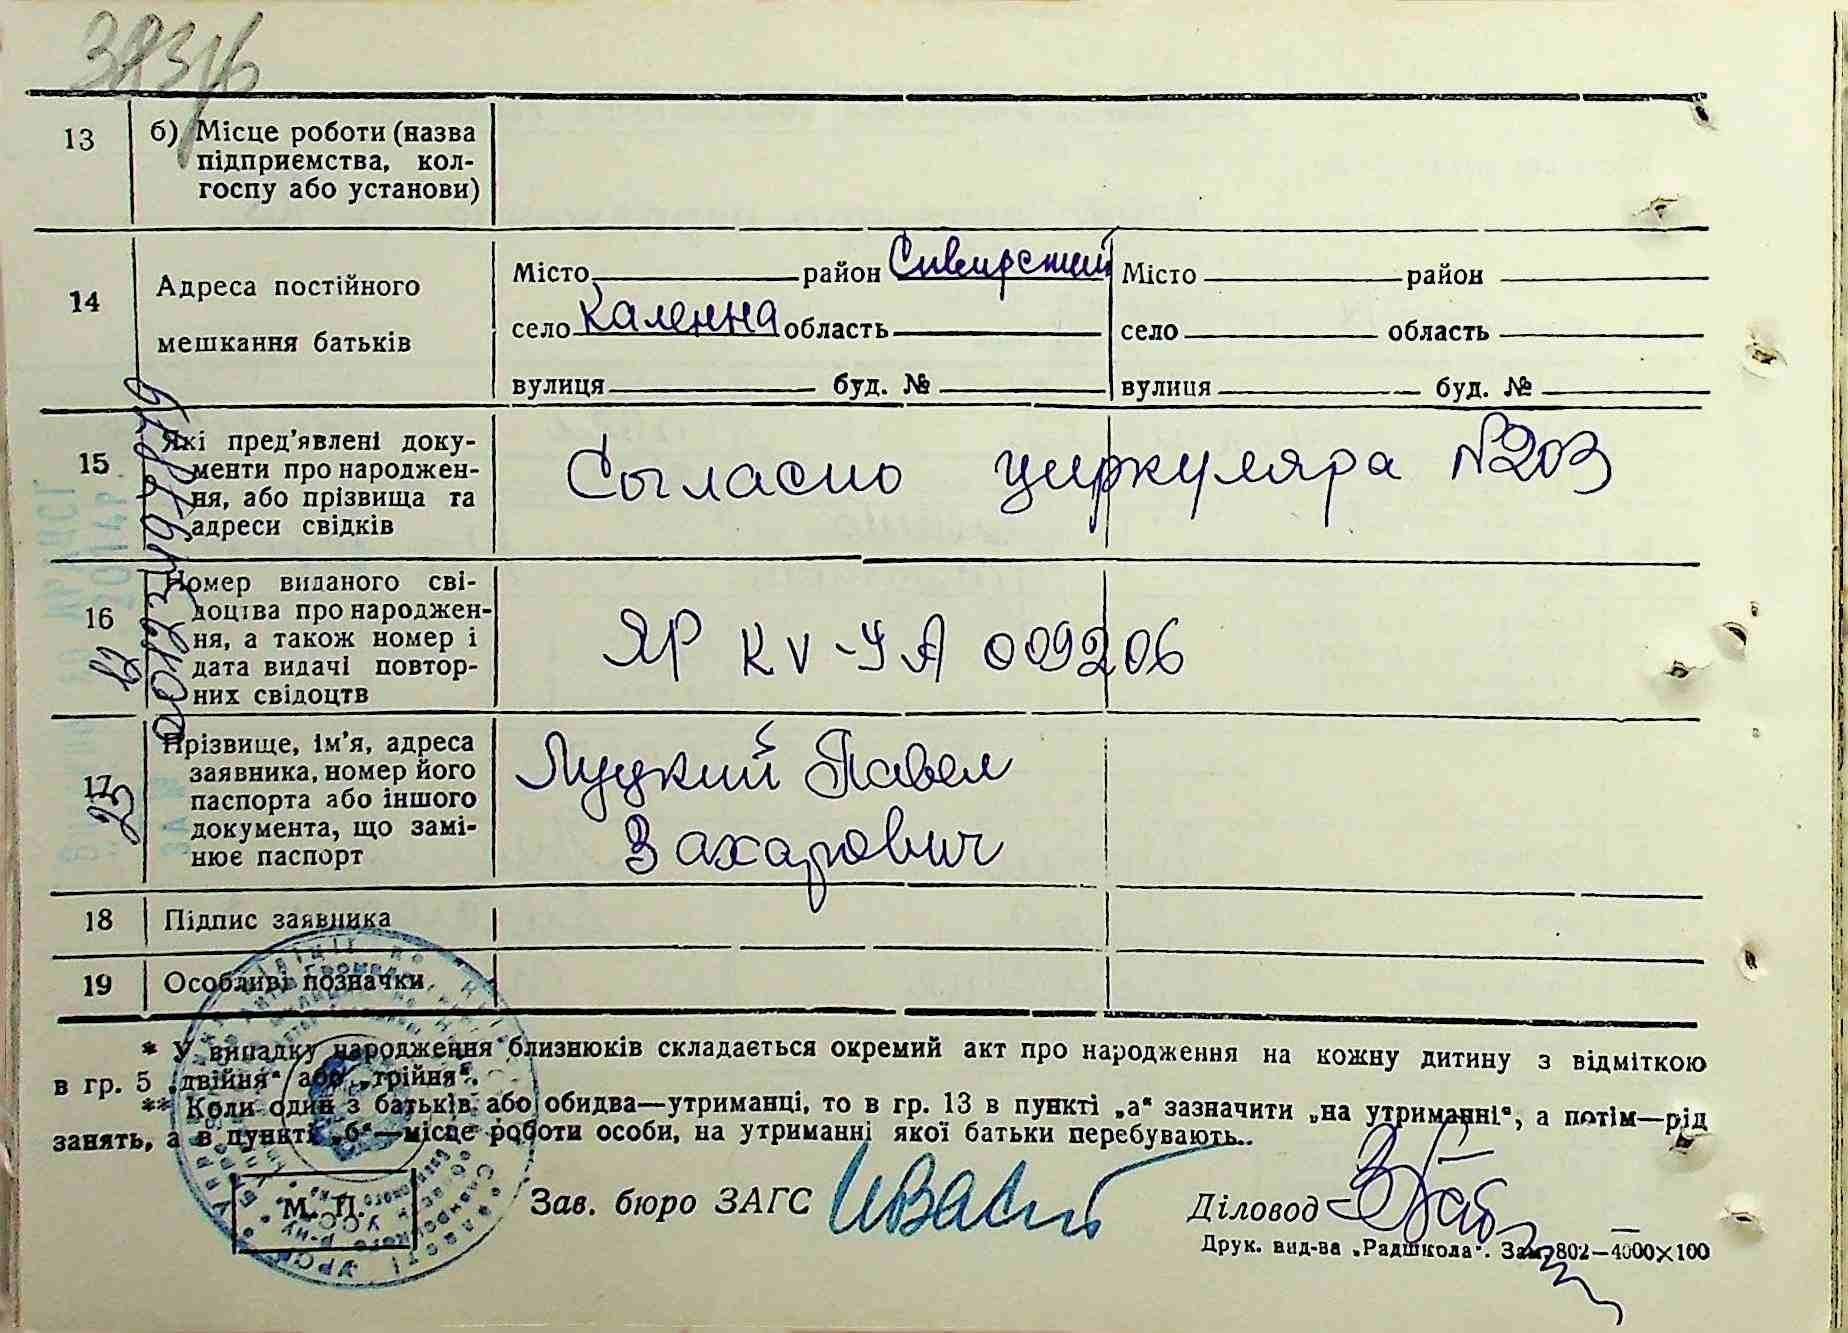 13 б) Місце роботи (назва
підприємства, кол-
госпу або установи)
14 Адреса постійного
мешкання батьків
Місто район Сивирский
село Каленна область
вулиця буд. №
Місто район
село область
вулиця буд. №
15 Які пред'явлені доку-
менти про народжен-
ня, або прізвища та
адреси свідків
Согласно циркуляра №203
16 Номер виданого сві-
доцтва про народжен-
ня, а також номер і
дата видачі повтор-
них свідоцтв
ЯР KV-УА 009206
17 Прізвище, ім'я, адреса
заявника, номер його
паспорта або іншого
документа, що замі-
нює паспорт
Луцкий Павел
Захарович
18 Підпис заявника
19 Особливі позначки
* У випадку народження близнюків складається окремий акт про народження на кожну дитину з відміткою
в гр. 5 „двійня“ або „трійня“.
** Коли один з батьків або обидва—утриманці, то в гр. 13 в пункті „а“ зазначити „на утриманні“, а потім—рід
занять, а в пункті „б“—місце роботи особи, на утриманні якої батьки перебувають..
М. П.
Зав. бюро ЗАГС
Діловод
Друк. вид-ва „Радшкола“. Зам. 802—4000×100